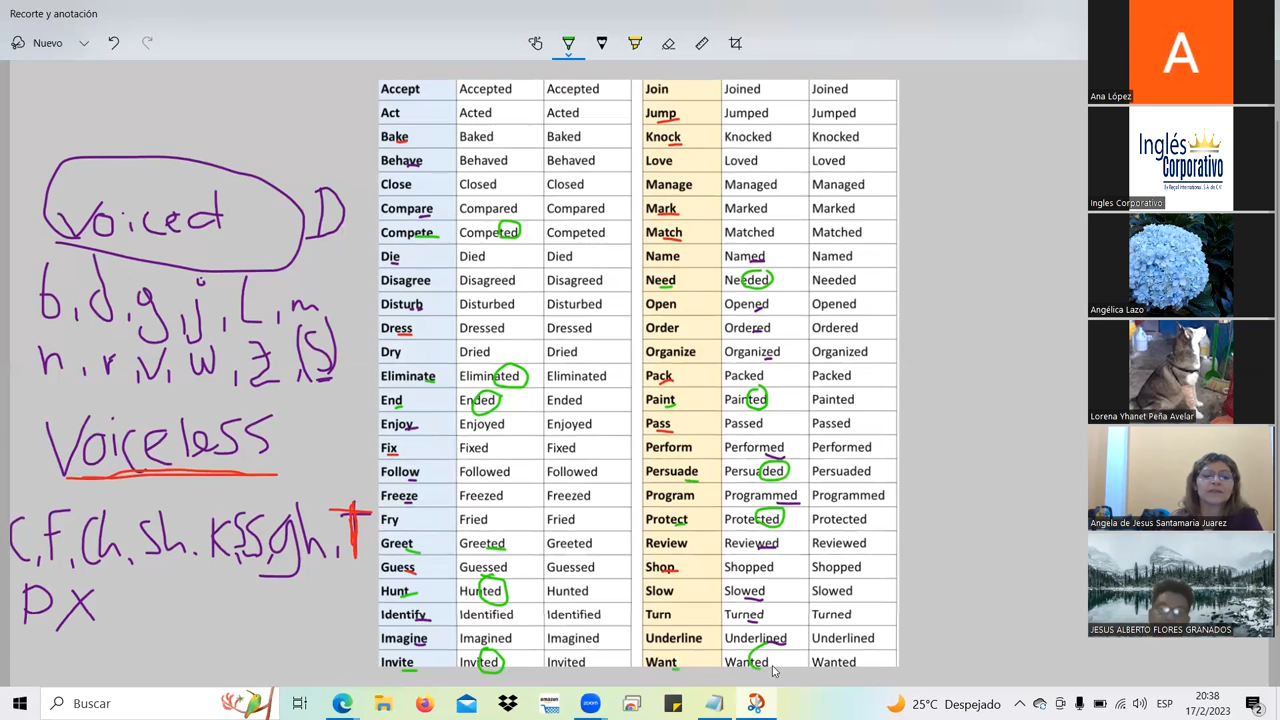 Recorte y anotación
Nuevo
Voiced D
b, d, g, j, L, m
n, r, v, w, z, (S)
Voiceless
C, f, Ch, sh. K, SS, gh, T
p X
Accept Accepted Accepted Join Joined Joined
Act Acted Acted Jump Jumped Jumped
Bake Baked Baked Knock Knocked Knocked
Behave Behaved Behaved Love Loved Loved
Close Closed Closed Manage Managed Managed
Compare Compared Compared Mark Marked Marked
Compete Competed Competed Match Matched Matched
Die Died Died Name Named Named
Disagree Disagreed Disagreed Need Needed Needed
Disturb Disturbed Disturbed Open Opened Opened
Dress Dressed Dressed Order Ordered Ordered
Dry Dried Dried Organize Organized Organized
Eliminate Eliminated Eliminated Pack Packed Packed
End Ended Ended Paint Painted Painted
Enjoy Enjoyed Enjoyed Pass Passed Passed
Fix Fixed Fixed Perform Performed Performed
Follow Followed Followed Persuade Persuaded Persuaded
Freeze Freezed Freezed Program Programmed Programmed
Fry Fried Fried Protect Protected Protected
Greet Greeted Greeted Review Reviewed Reviewed
Guess Guessed Guessed Shop Shopped Shopped
Hunt Hunted Hunted Slow Slowed Slowed
Identify Identified Identified Turn Turned Turned
Imagine Imagined Imagined Underline Underlined Underlined
Invite Invited Invited Want Wanted Wanted
A
Ana López
Inglés
Corporativo
Ingles Corporativo
Angélica Lazo
Lorena Yhanet Peña Avelar
Angela de Jesus Santamaria Juarez
JESUS ALBERTO FLORES GRANADOS
Buscar
amazon
zoom
25°C Despejado
ESP
20:38
17/2/2023
2